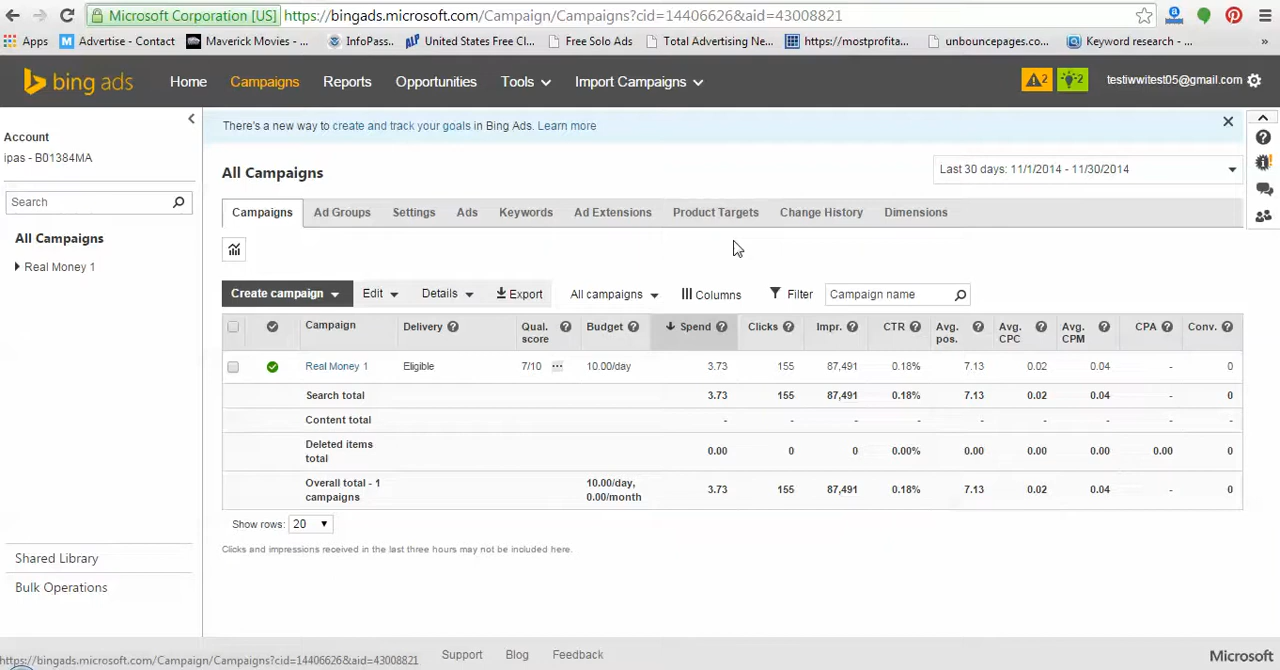 Microsoft Corporation [US] https://bingads.microsoft.com/Campaign/Campaigns?cid=14406626&aid=43008821
Apps Advertise - Contact Maverick Movies - ... InfoPass.. United States Free Cl... Free Solo Ads Total Advertising Ne... https://mostprofita... unbouncepages.co... Keyword research - ... »
bing ads Home Campaigns Reports Opportunities Tools Import Campaigns 2 2 testiwwitest05@gmail.com
There's a new way to create and track your goals in Bing Ads. Learn more
Account
ipas - B01384MA
Search
All Campaigns
Real Money 1
Shared Library
Bulk Operations
All Campaigns Last 30 days: 11/1/2014 - 11/30/2014
Campaigns Ad Groups Settings Ads Keywords Ad Extensions Product Targets Change History Dimensions
Create campaign Edit Details Export All campaigns Columns Filter Campaign name
Campaign Delivery Qual. score Budget Spend Clicks Impr. CTR Avg. pos. Avg. CPC Avg. CPM CPA Conv.
Real Money 1 Eligible 7/10 ... 10.00/day 3.73 155 87,491 0.18% 7.13 0.02 0.04 - 0
Search total 3.73 155 87,491 0.18% 7.13 0.02 0.04 - 0
Content total - - - - - - - - -
Deleted items total 0.00 0 0 0.00% 0.00 0.00 0.00 0.00 0
Overall total - 1 campaigns 10.00/day, 0.00/month 3.73 155 87,491 0.18% 7.13 0.02 0.04 - 0
Show rows: 20
Clicks and impressions received in the last three hours may not be included here.
https://bingads.microsoft.com/Campaign/Campaigns?cid=14406626&aid=43008821 Support Blog Feedback Microsoft